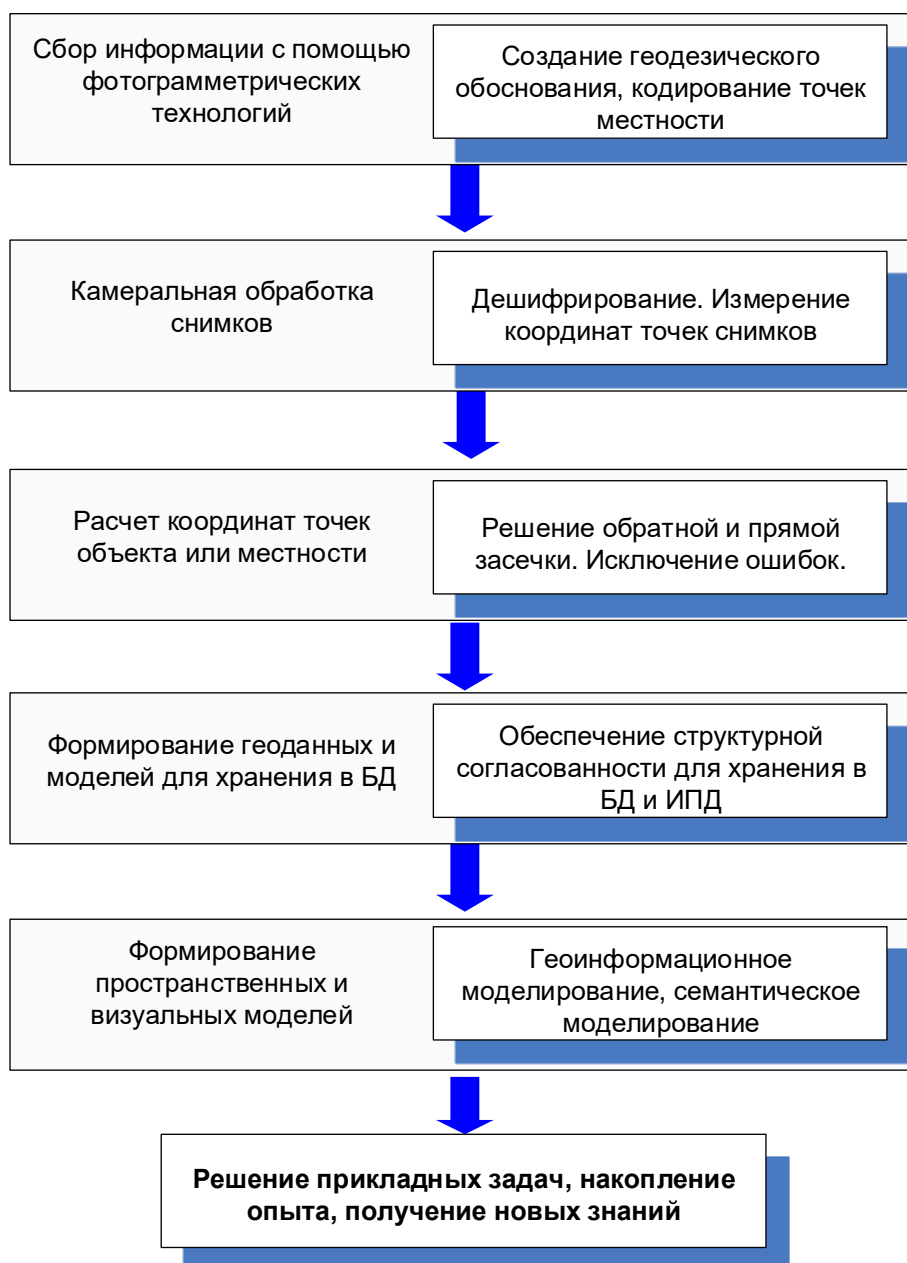 Сбор информации с помощью
фотограмметрических
технологий
Создание геодезического
обоснования, кодирование точек
местности
Камеральная обработка
снимков
Дешифрирование. Измерение
координат точек снимков
Расчет координат точек
объекта или местности
Решение обратной и прямой
засечки. Исключение ошибок.
Формирование геоданных и
моделей для хранения в БД
Обеспечение структурной
согласованности для хранения в
БД и ИПД
Формирование
пространственных и
визуальных моделей
Геоинформационное
моделирование, семантическое
моделирование
Решение прикладных задач, накопление
опыта, получение новых знаний